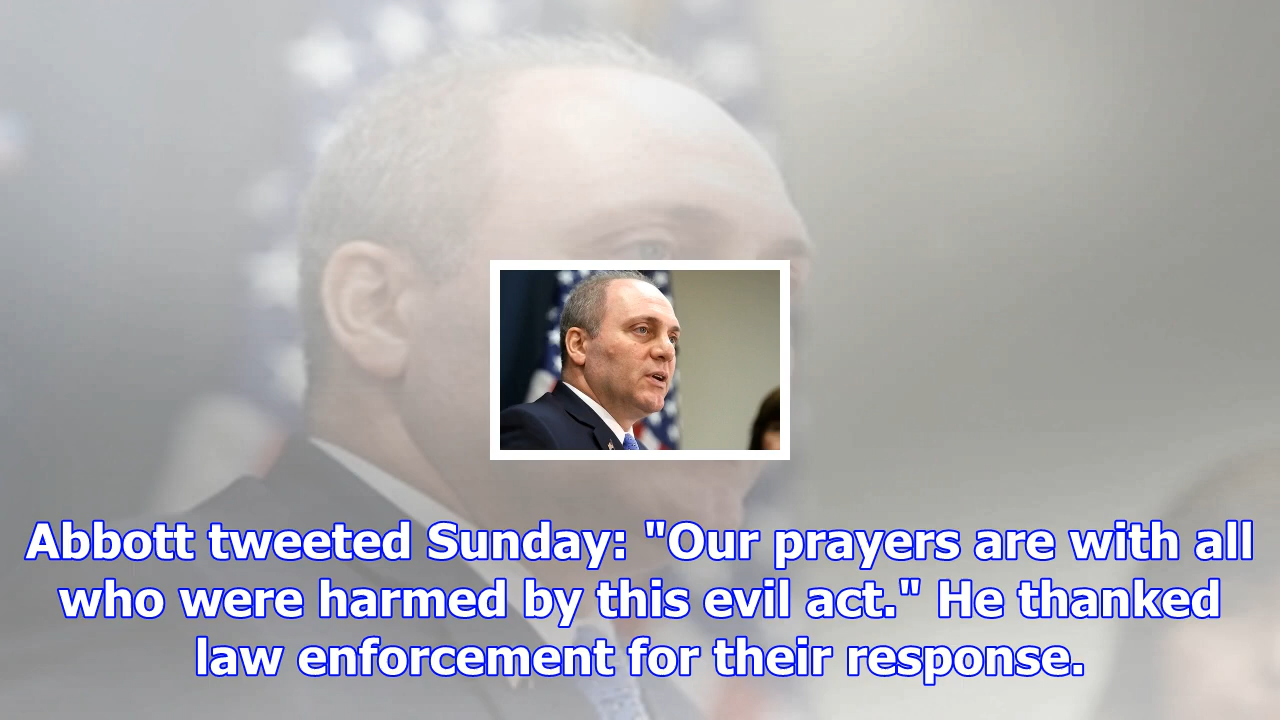 Abbott tweeted Sunday: "Our prayers are with all
who were harmed by this evil act." He thanked
law enforcement for their response.